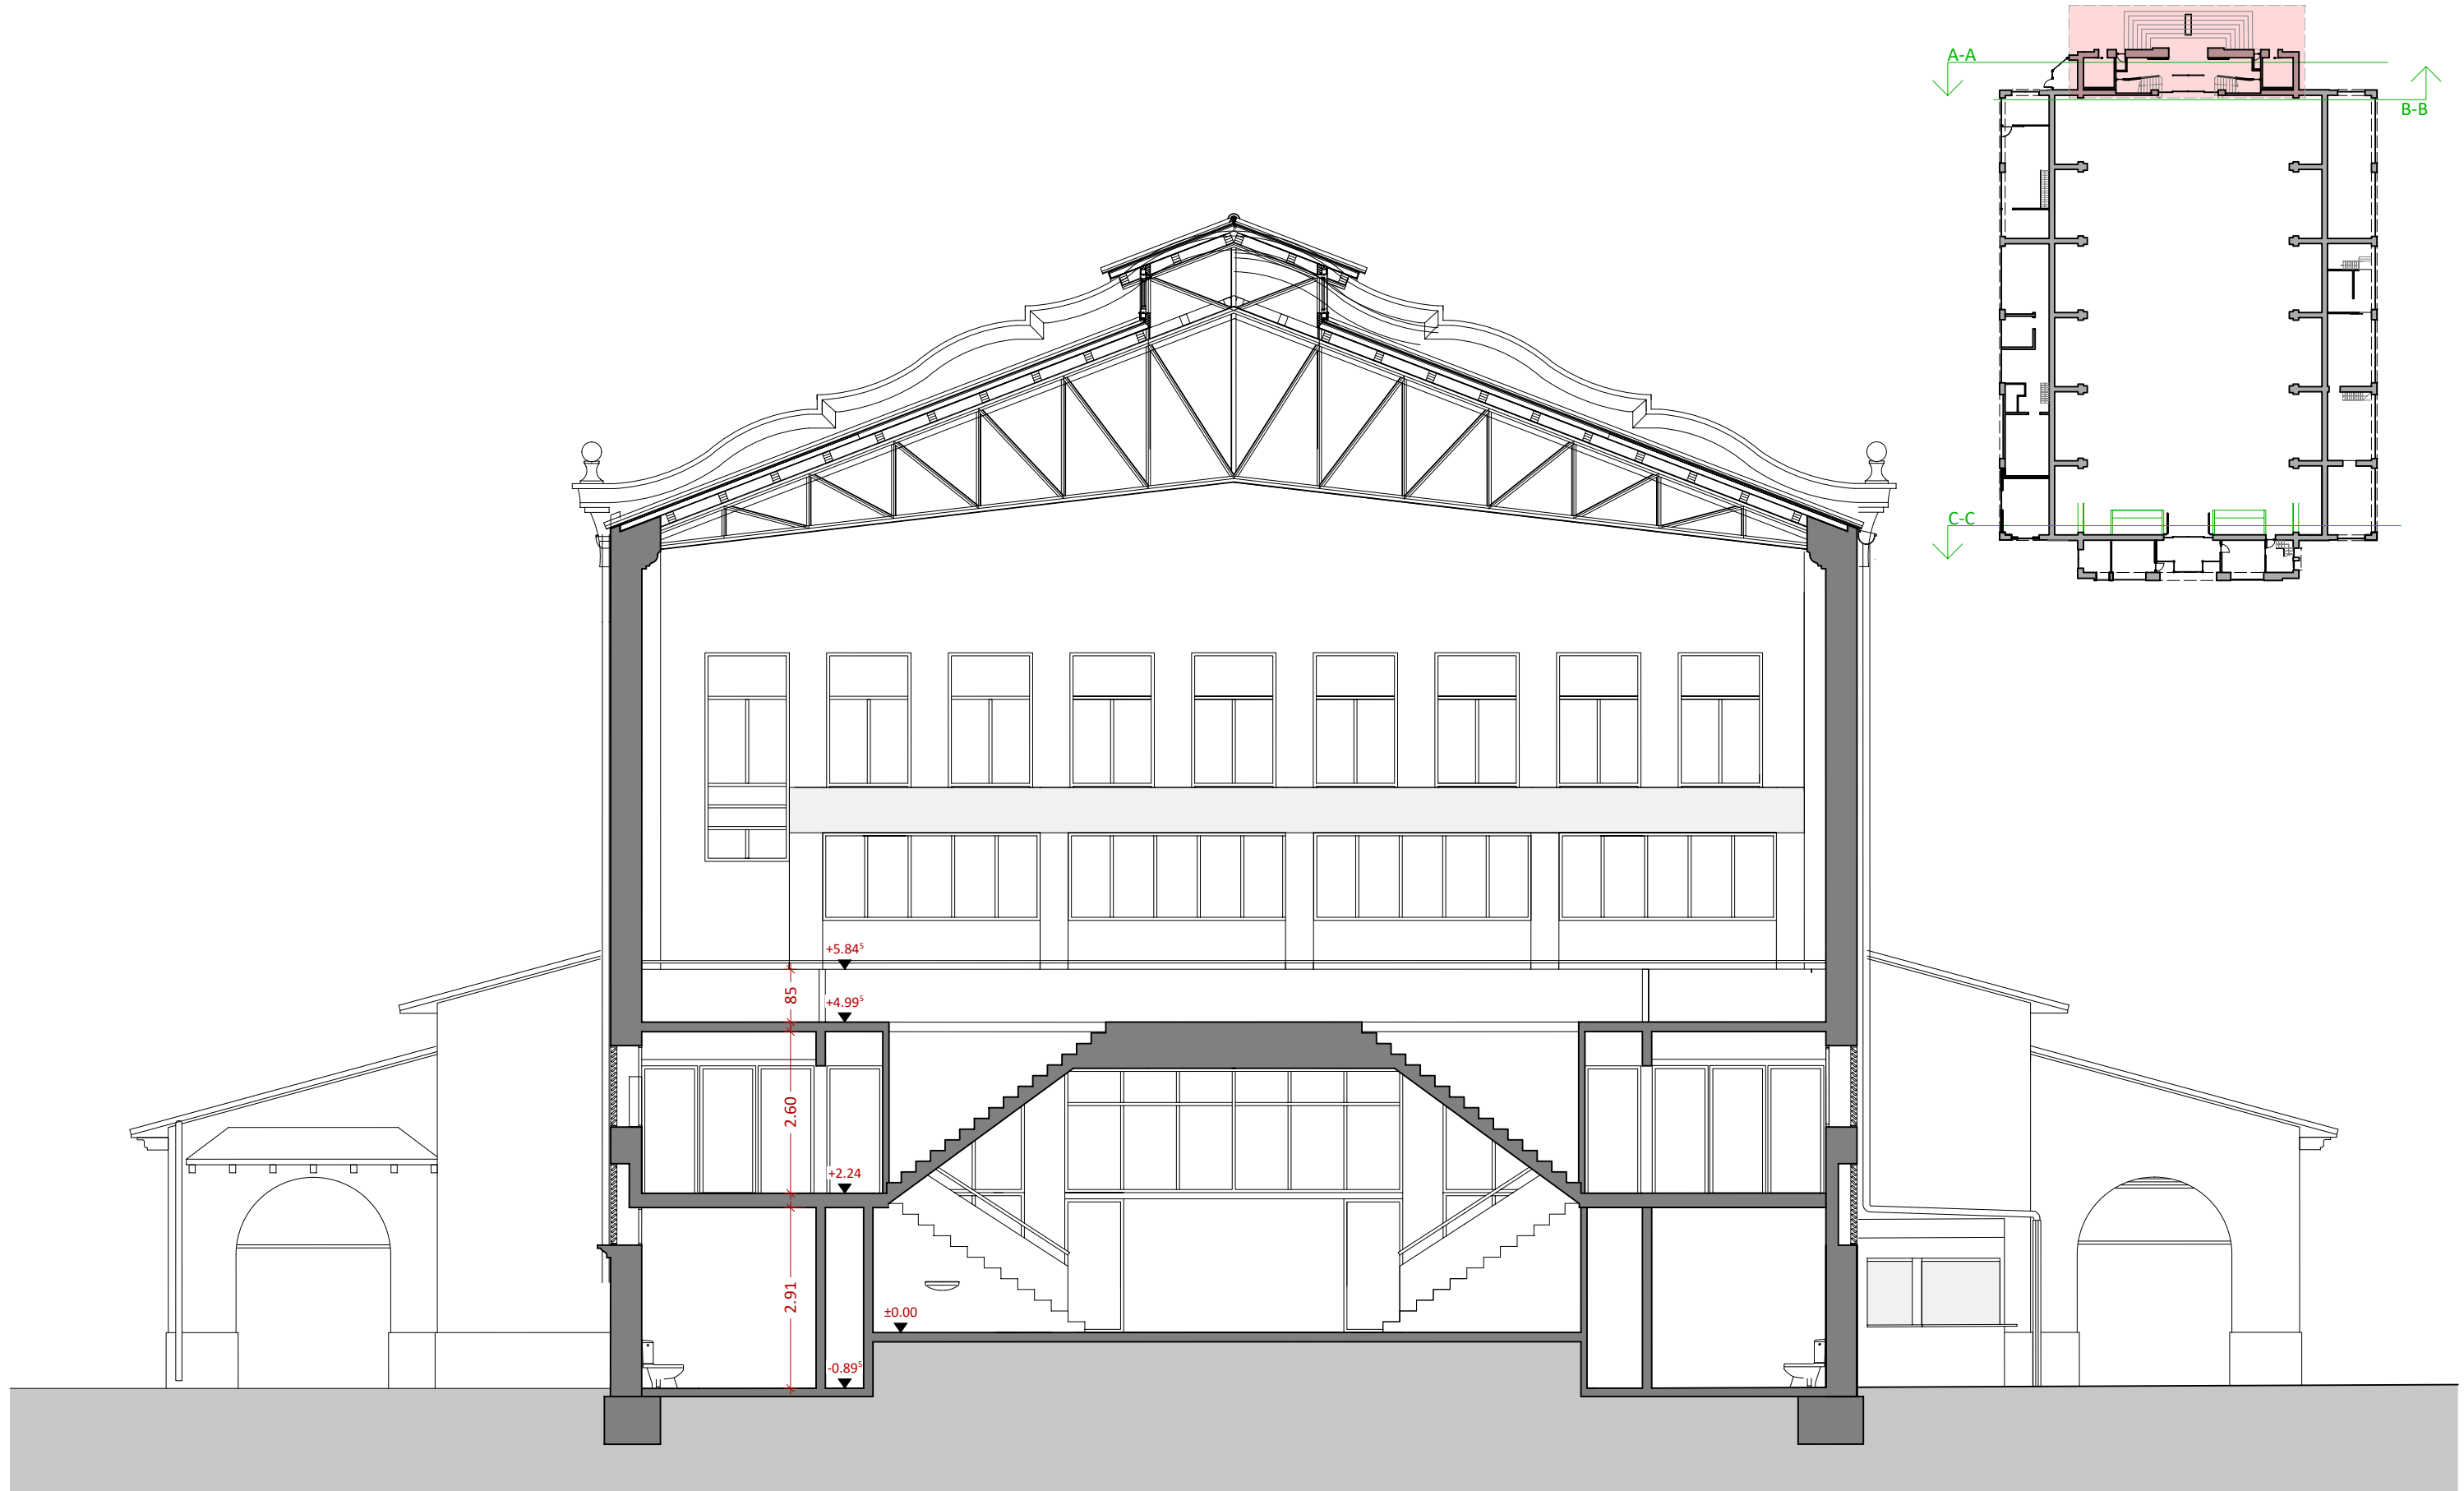 A-A
B-B
C-C
+5.84⁵
85
+4.99⁵
2.60
+2.24
2.91
±0.00
-0.89⁵